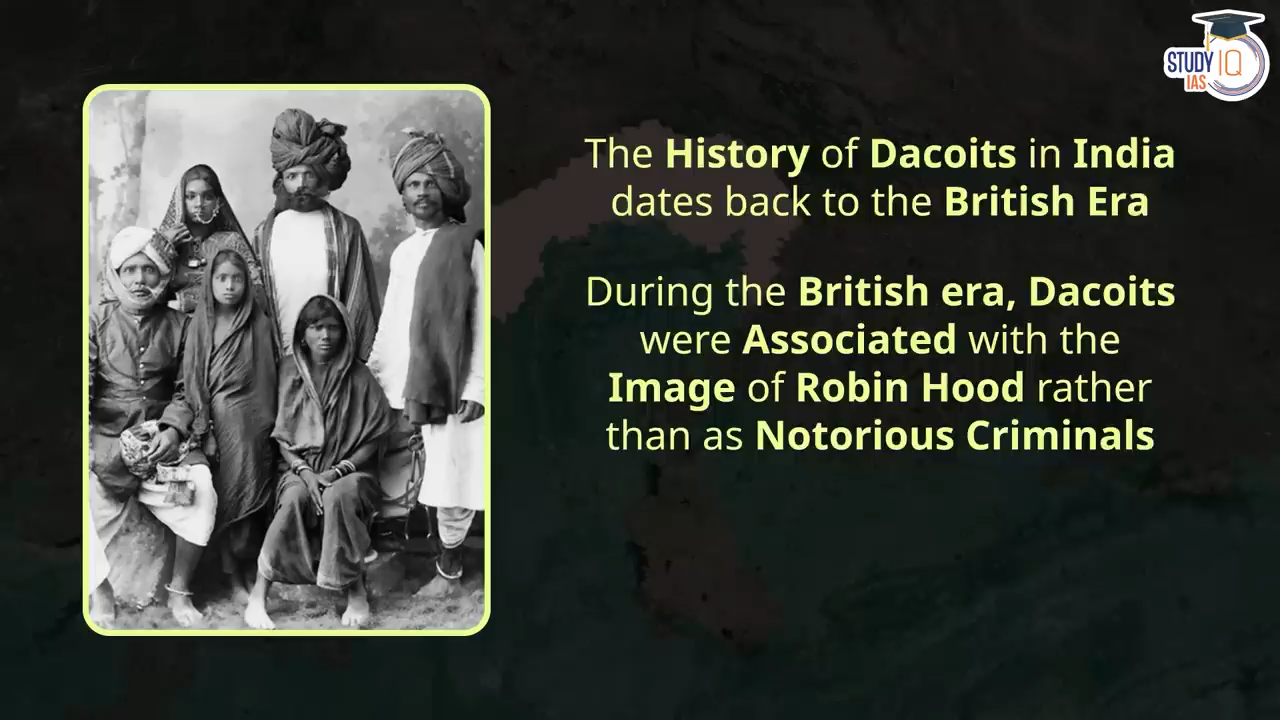 STUDY IQ
IAS
The History of Dacoits in India
dates back to the British Era
During the British era, Dacoits
were Associated with the
Image of Robin Hood rather
than as Notorious Criminals